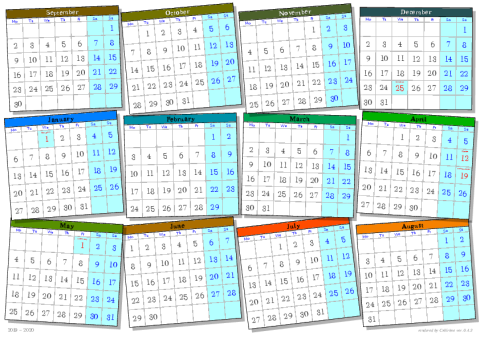 September
Mo Tu We Th Fr Sa Su
1
2 3 4 5 6 7 8
9 10 11 12 13 14 15
16 17 18 19 20 21 22
23 24 25 26 27 28 29
30
October
Mo Tu We Th Fr Sa Su
1 2 3 4 5 6
7 8 9 10 11 12 13
14 15 16 17 18 19 20
21 22 23 24 25 26 27
28 29 30 31
November
Mo Tu We Th Fr Sa Su
1 2 3
4 5 6 7 8 9 10
11 12 13 14 15 16 17
18 19 20 21 22 23 24
25 26 27 28 29 30
December
Mo Tu We Th Fr Sa Su
1
2 3 4 5 6 7 8
9 10 11 12 13 14 15
16 17 18 19 20 21 22
23 24 25 26 27 28 29
30 31
January
Mo Tu We Th Fr Sa Su
1 2 3 4 5
6 7 8 9 10 11 12
13 14 15 16 17 18 19
20 21 22 23 24 25 26
27 28 29 30 31
February
Mo Tu We Th Fr Sa Su
1 2
3 4 5 6 7 8 9
10 11 12 13 14 15 16
17 18 19 20 21 22 23
24 25 26 27 28 29
March
Mo Tu We Th Fr Sa Su
1
2 3 4 5 6 7 8
9 10 11 12 13 14 15
16 17 18 19 20 21 22
23 24 25 26 27 28 29
30 31
April
Mo Tu We Th Fr Sa Su
1 2 3 4 5
6 7 8 9 10 11 12
13 14 15 16 17 18 19
20 21 22 23 24 25 26
27 28 29 30
May
Mo Tu We Th Fr Sa Su
1 2 3
4 5 6 7 8 9 10
11 12 13 14 15 16 17
18 19 20 21 22 23 24
25 26 27 28 29 30 31
June
Mo Tu We Th Fr Sa Su
1 2 3 4 5 6 7
8 9 10 11 12 13 14
15 16 17 18 19 20 21
22 23 24 25 26 27 28
29 30
July
Mo Tu We Th Fr Sa Su
1 2 3 4 5
6 7 8 9 10 11 12
13 14 15 16 17 18 19
20 21 22 23 24 25 26
27 28 29 30 31
August
Mo Tu We Th Fr Sa Su
1 2
3 4 5 6 7 8 9
10 11 12 13 14 15 16
17 18 19 20 21 22 23
24 25 26 27 28 29 30
31
2019 - 2020